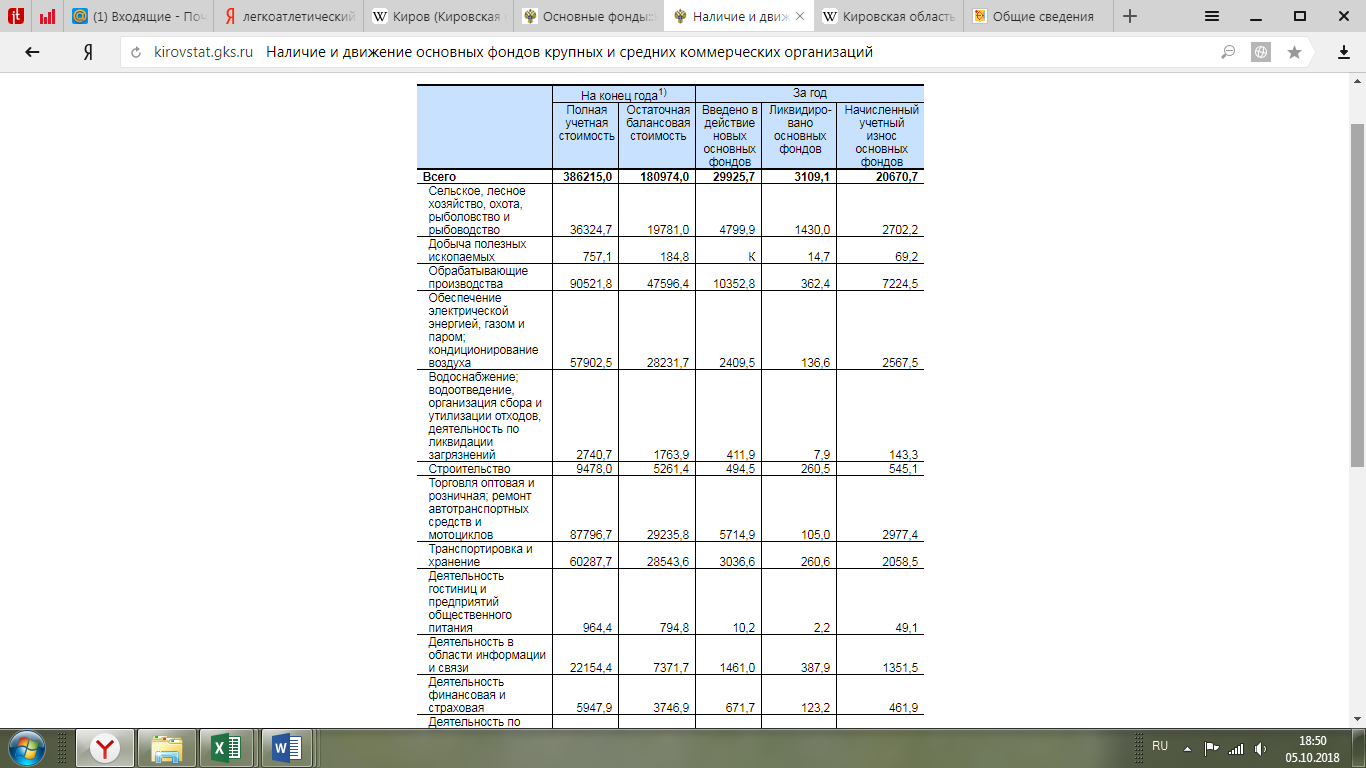 (1) Входящие - Поч
легкоатлетический
Киров (Кировская
Основные фонды::
Наличие и движ
Кировская область
Общие сведения
Я kirovstat.gks.ru Наличие и движение основных фондов крупных и средних коммерческих организаций
На конец года1) За год
Полная учетная стоимость
Остаточная балансовая стоимость
Введено в действие новых основных фондов
Ликвидиро-вано основных фондов
Начисленный учетный износ основных фондов
Всего 386215,0 180974,0 29925,7 3109,1 20670,7
Сельское, лесное
хозяйство, охота,
рыболовство и
рыбоводство 36324,7 19781,0 4799,9 1430,0 2702,2
Добыча полезных
ископаемых 757,1 184,8 К 14,7 69,2
Обрабатывающие
производства 90521,8 47596,4 10352,8 362,4 7224,5
Обеспечение
электрической
энергией, газом и
паром;
кондиционирование
воздуха 57902,5 28231,7 2409,5 136,6 2567,5
Водоснабжение;
водоотведение,
организация сбора и
утилизации отходов,
деятельность по
ликвидации
загрязнений 2740,7 1763,9 411,9 7,9 143,3
Строительство 9478,0 5261,4 494,5 260,5 545,1
Торговля оптовая и
розничная; ремонт
автотранспортных
средств и
мотоциклов 87796,7 29235,8 5714,9 105,0 2977,4
Транспортировка и
хранение 60287,7 28543,6 3036,6 260,6 2058,5
Деятельность
гостиниц и
предприятий
общественного
питания 964,4 794,8 10,2 2,2 49,1
Деятельность в
области информации
и связи 22154,4 7371,7 1461,0 387,9 1351,5
Деятельность
финансовая и
страховая 5947,9 3746,9 671,7 123,2 461,9
Деятельность по
RU
18:50
05.10.2018